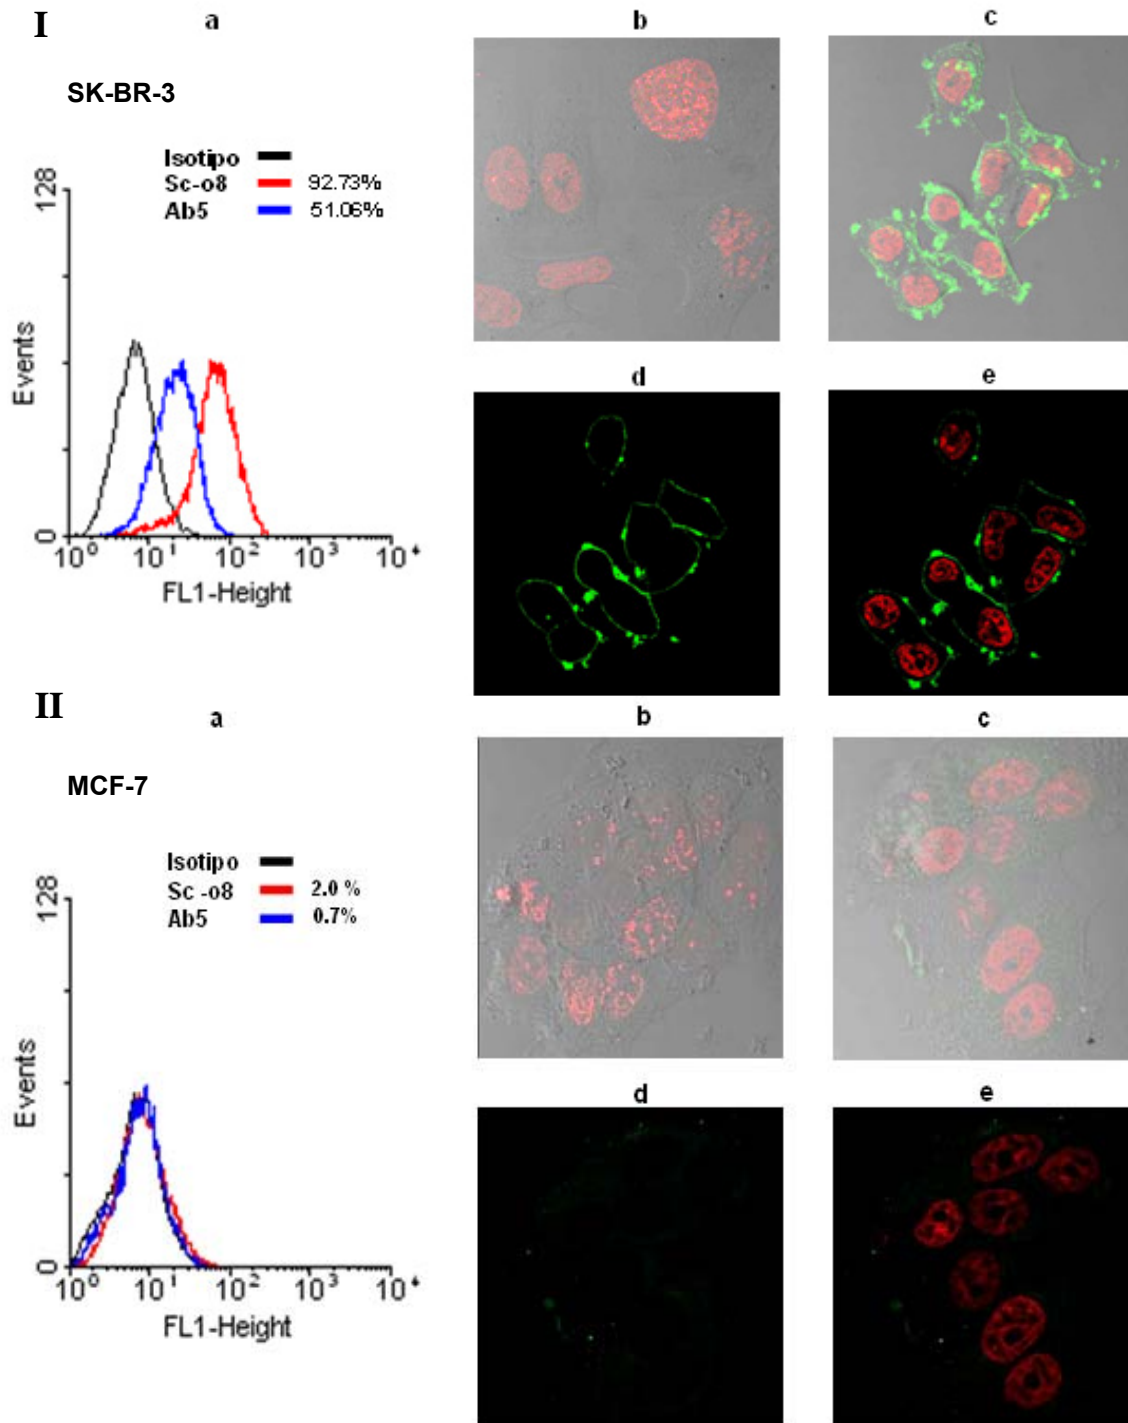 I
a
b
c
SK-BR-3
Isotipo
Sc-o8 92.73%
Ab5 51.06%
128
Events
0
10⁰ 10¹ 10² 10³ 10⁴
FL1-Height
d
e
II
a
b
c
MCF-7
Isotipo
Sc -o8 2.0 %
Ab5 0.7%
128
Events
0
10⁰ 10¹ 10² 10³ 10⁴
FL1-Height
d
e